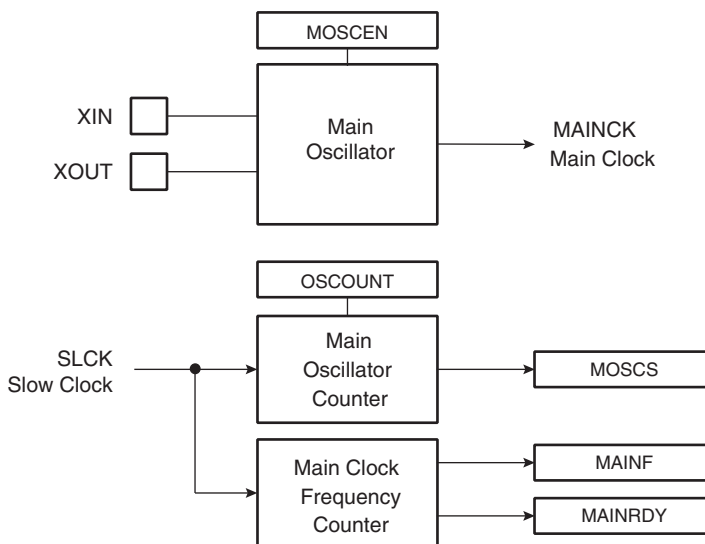 MOSCEN
XIN
XOUT
Main
Oscillator
MAINCK
Main Clock
OSCOUNT
SLCK
Slow Clock
Main
Oscillator
Counter
MOSCS
Main Clock
Frequency
Counter
MAINF
MAINRDY